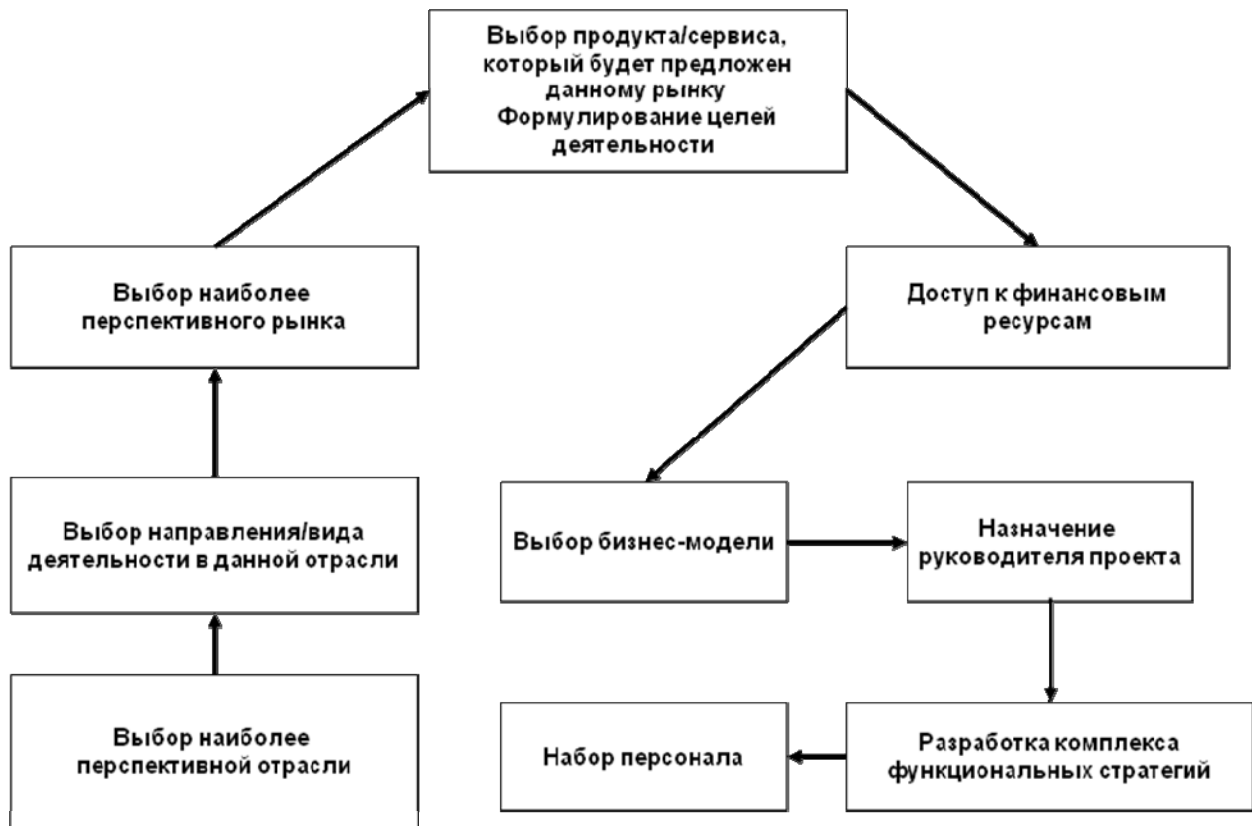 Выбор продукта/сервиса,
который будет предложен
данному рынку
Формулирование целей
деятельности
Выбор наиболее
перспективного рынка
Доступ к финансовым
ресурсам
Выбор направления/вида
деятельности в данной отрасли
Выбор бизнес-модели
Назначение
руководителя проекта
Выбор наиболее
перспективной отрасли
Набор персонала
Разработка комплекса
функциональных стратегий